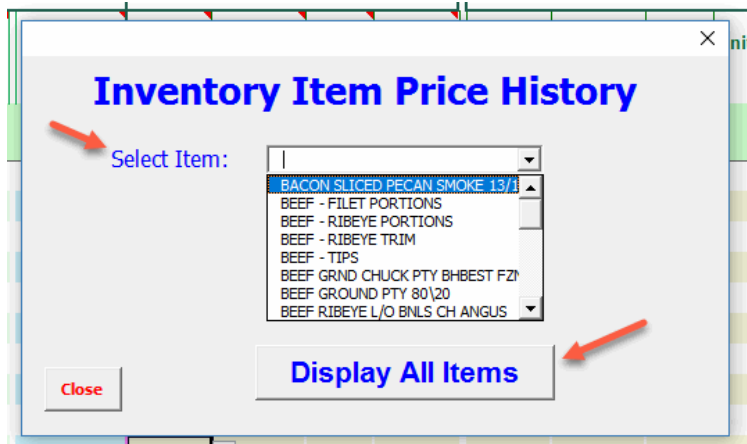 Inventory Item Price History
Select Item:
BACON SLICED PECAN SMOKE 13/1
BEEF - FILET PORTIONS
BEEF - RIBEYE PORTIONS
BEEF - RIBEYE TRIM
BEEF - TIPS
BEEF GRND CHUCK PTY BHBEST FZN
BEEF GROUND PTY 80\20
BEEF RIBEYE L/O BNLS CH ANGUS
Display All Items
Close